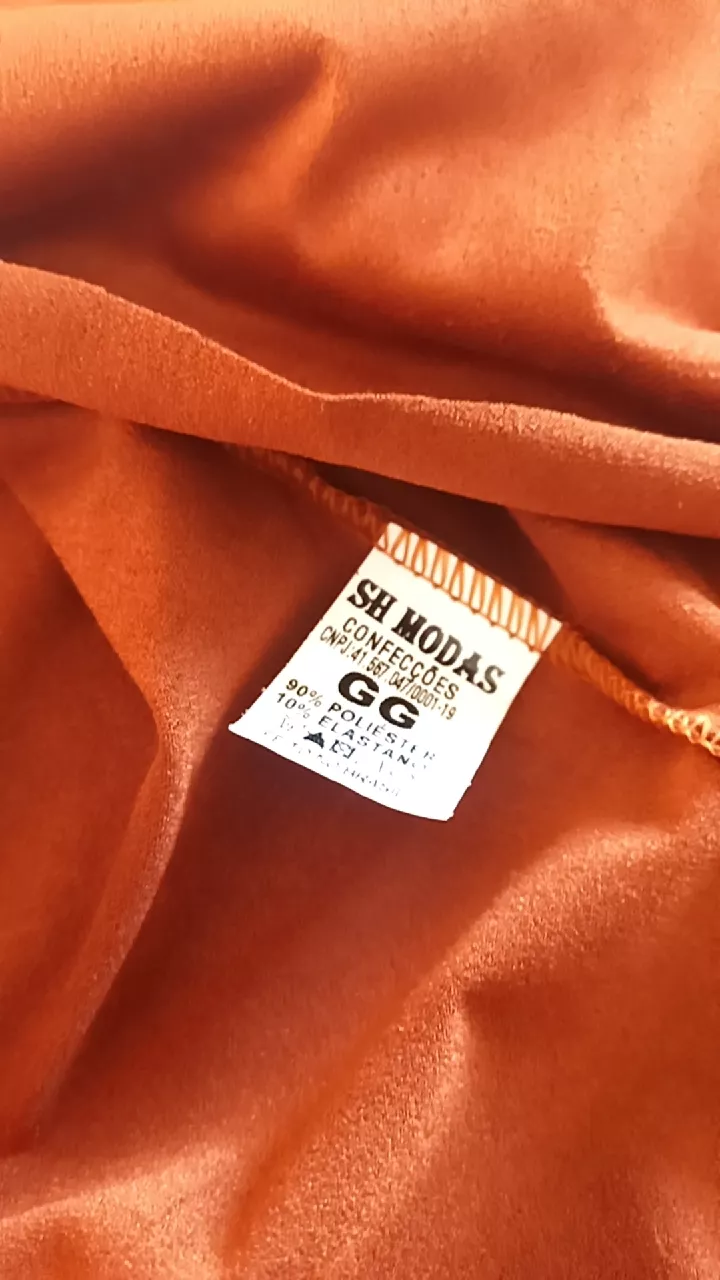 SH MODAS
CONFECÇÕES
CNPJ:41.567.047/0001-19
GG
90% POLIÉSTER
10% ELASTANO